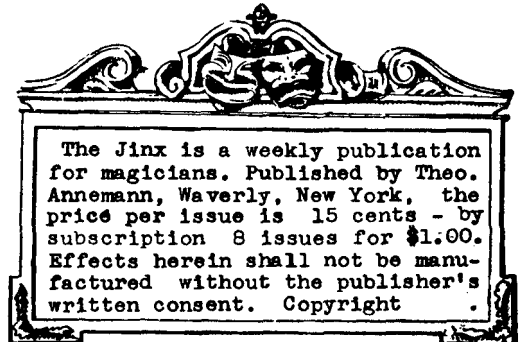 The Jinx is a weekly publication
for magicians. Published by Theo.
Annemann, Waverly, New York, the
price per issue is 15 cents - by
subscription 8 issues for $1.00.
Effects herein shall not be manu-
factured without the publisher's
written consent. Copyright .